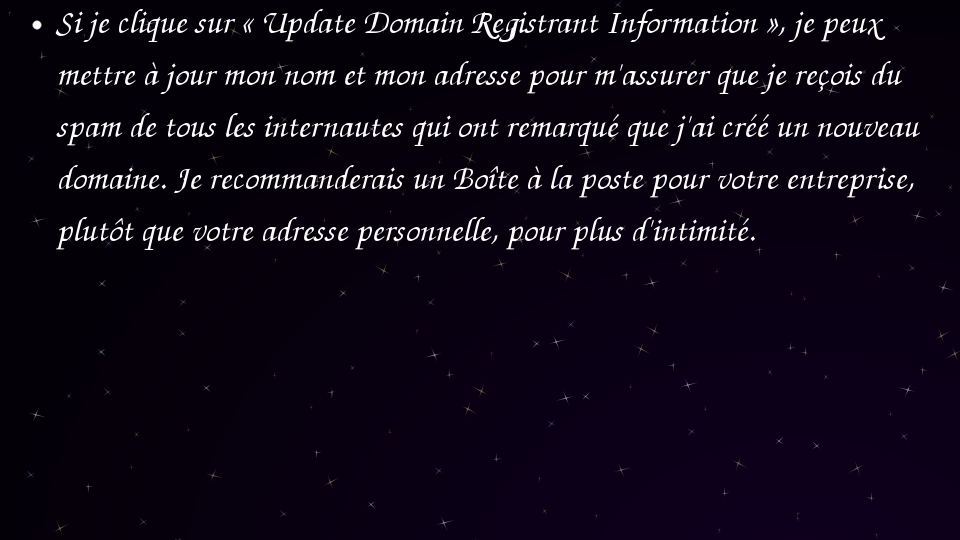 • Si je clique sur « Update Domain Registrant Information », je peux
mettre à jour mon nom et mon adresse pour m'assurer que je reçois du
spam de tous les internautes qui ont remarqué que j'ai créé un nouveau
domaine. Je recommanderais un Boîte à la poste pour votre entreprise,
plutôt que votre adresse personnelle, pour plus d'intimité.